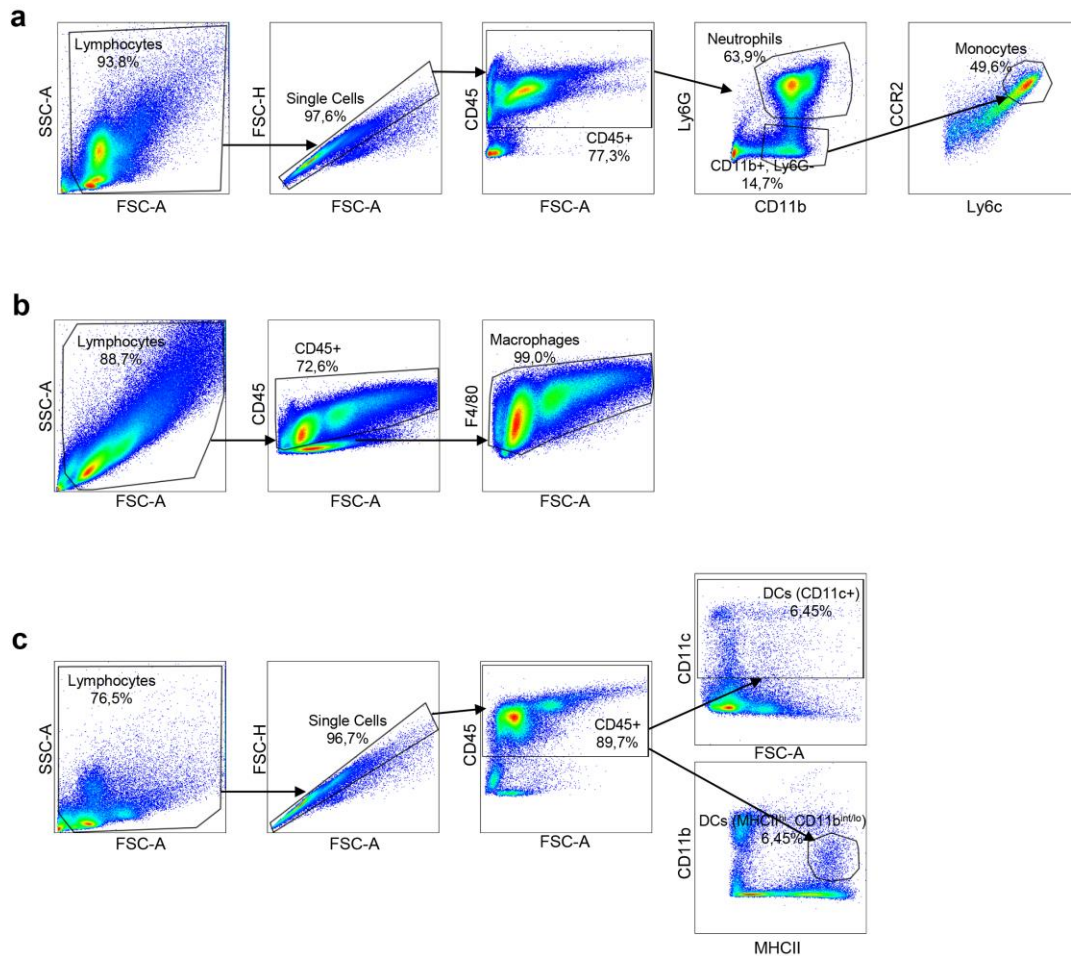 a
Lymphocytes
93,8%
SSC-A
FSC-A
Single Cells
97,6%
FSC-H
FSC-A
CD45
CD45+
77,3%
FSC-A
Neutrophils
63,9%
Ly6G
CD11b+, Ly6G-
14,7%
CD11b
Monocytes
49,6%
CCR2
Ly6c
b
Lymphocytes
88,7%
SSC-A
FSC-A
CD45+
72,6%
CD45
FSC-A
Macrophages
99,0%
F4/80
FSC-A
c
Lymphocytes
76,5%
SSC-A
FSC-A
Single Cells
96,7%
FSC-H
FSC-A
CD45
CD45+
89,7%
FSC-A
DCs (CD11c+)
6,45%
CD11c
FSC-A
DCs (MHCII^hi, CD11b^int/lo)
6,45%
CD11b
MHCII